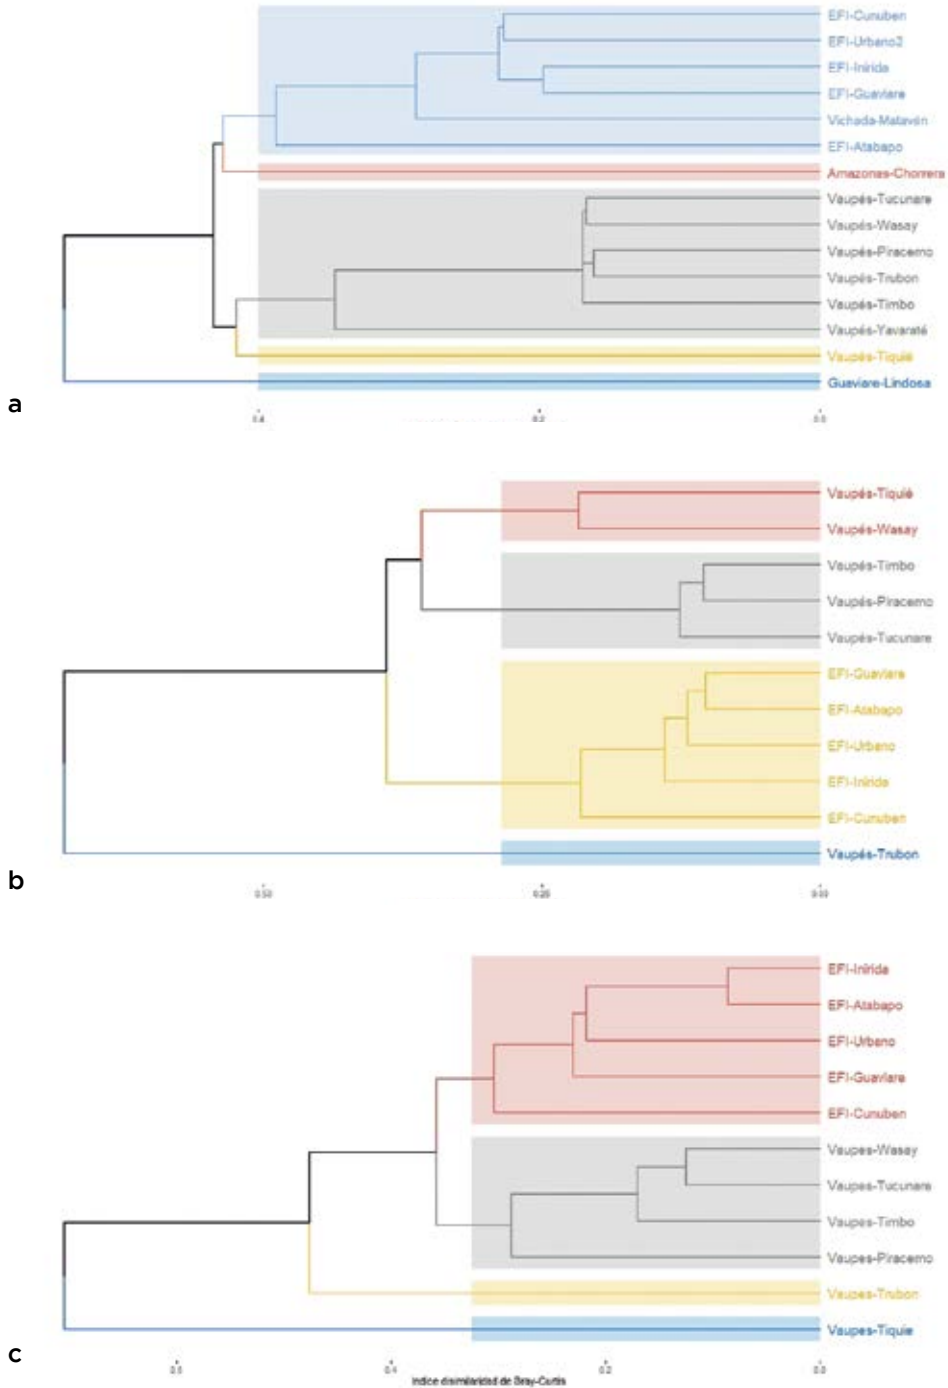 EFI-Cunuben
EFI-Urbano2
EFI-Inirida
EFI-Guaviare
Vichada-Matavén
EFI-Atabapo
Amazonas-Chorrera
Vaupés-Tucunare
Vaupés-Wasay
Vaupés-Piracemo
Vaupés-Trubon
Vaupés-Timbo
Vaupés-Yavaraté
Vaupés-Tiquié
Guaviare-Lindosa
a
0.4 0.2 0.0
Vaupés-Tiquié
Vaupés-Wasay
Vaupés-Timbo
Vaupés-Piracemo
Vaupés-Tucunare
EFI-Guaviare
EFI-Atabapo
EFI-Urbano
EFI-Inirida
EFI-Cunuben
Vaupés-Trubon
b
0.50 0.25 0.00
EFI-Inirida
EFI-Atabapo
EFI-Urbano
EFI-Guaviare
EFI-Cunuben
Vaupes-Wasay
Vaupes-Tucunare
Vaupes-Timbo
Vaupes-Piracemo
Vaupes-Trubon
Vaupes-Tiquie
c
0.4 0.2 0.0
Indice disimilaridad de Bray-Curtis